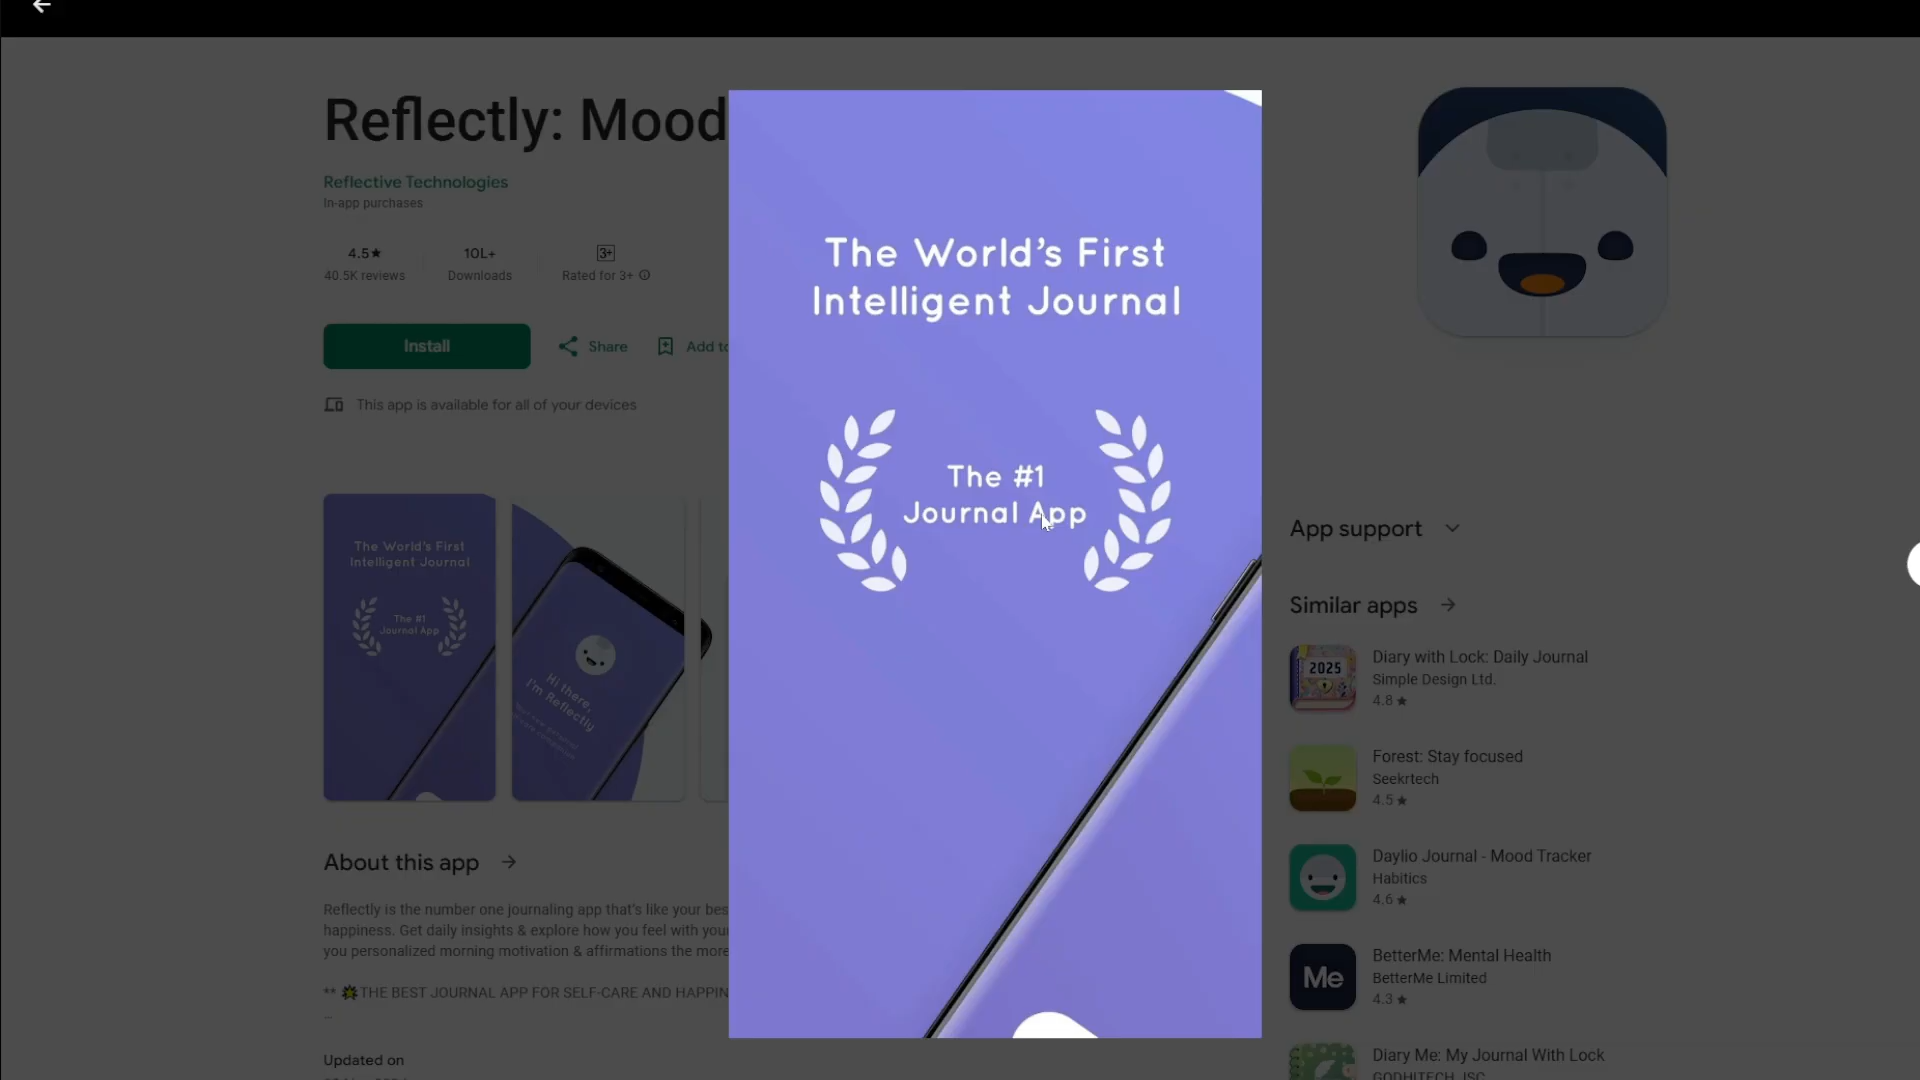 Reflectly: Mood
Reflective Technologies
In-app purchases
4.5★
40.5K reviews
10L+
Downloads
3+
Rated for 3+
Install
Share
Add to
This app is available for all of your devices
The World's First
Intelligent Journal
The #1
Journal App
Hi there,
I'm Reflectly
About this app
Reflectly is the number one journaling app that's like your bes
happiness. Get daily insights & explore how you feel with your
you personalized morning motivation & affirmations the more
** 💥THE BEST JOURNAL APP FOR SELF-CARE AND HAPPIN
...
Updated on
The World’s First
Intelligent Journal
The #1
Journal App
App support
Similar apps
2025
Diary with Lock: Daily Journal
Simple Design Ltd.
4.8★
Forest: Stay focused
Seekrtech
4.5★
Daylio Journal - Mood Tracker
Habitics
4.6★
Me
BetterMe: Mental Health
BetterMe Limited
4.3★
Diary Me: My Journal With Lock
GODHITECH JSC